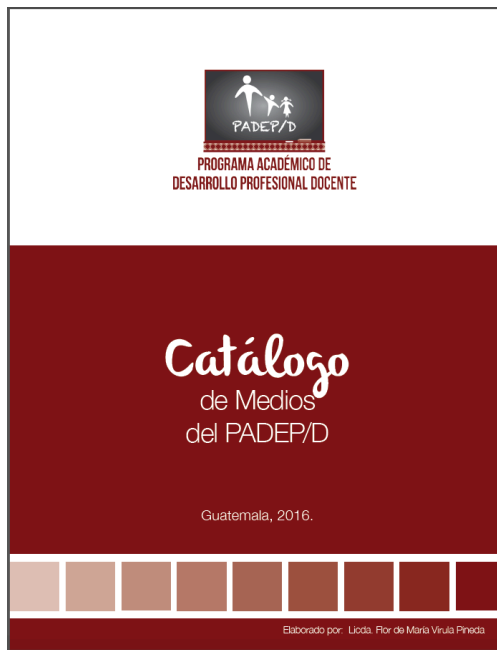 PADEP/D
PROGRAMA ACADÉMICO DE
DESARROLLO PROFESIONAL DOCENTE
Catálogo
de Medios
del PADEP/D
Guatemala, 2016.
Elaborado por: Licda. Flor de María Virula Pineda